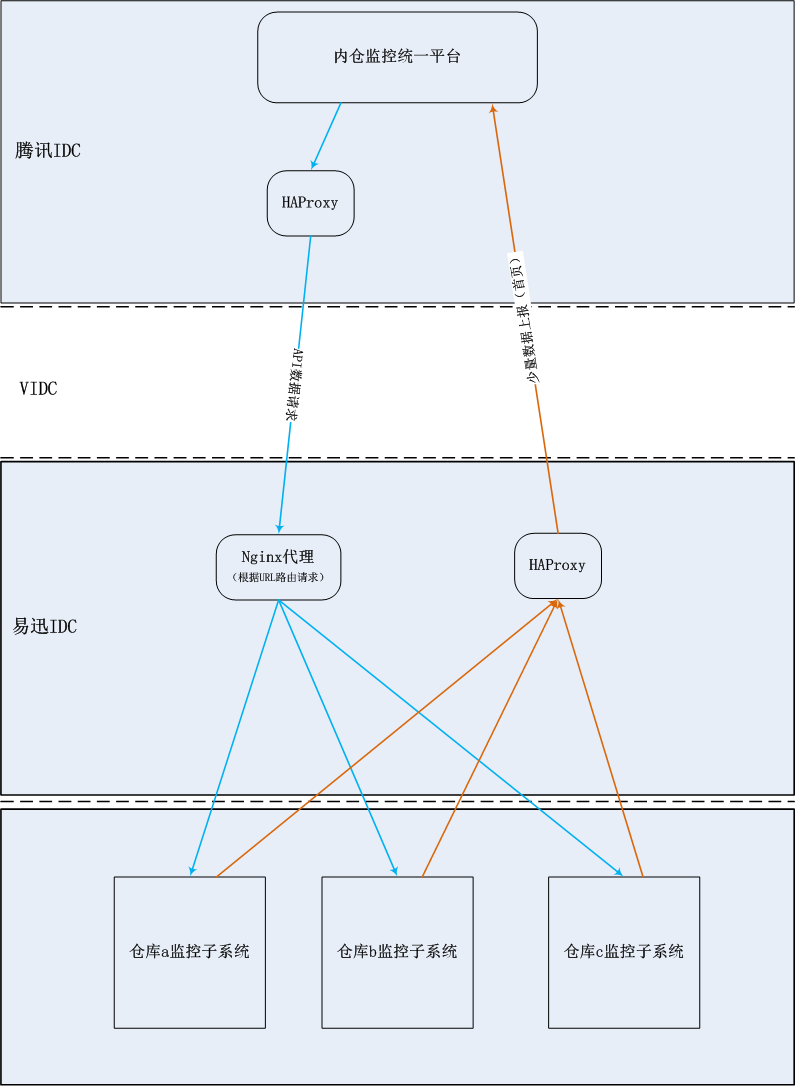 内仓监控统一平台
腾讯IDC
HAProxy
少量数据上报（首页）
API数据请求
VIDC
Nginx代理
（根据URL路由请求）
HAProxy
易迅IDC
仓库a监控子系统
仓库b监控子系统
仓库c监控子系统